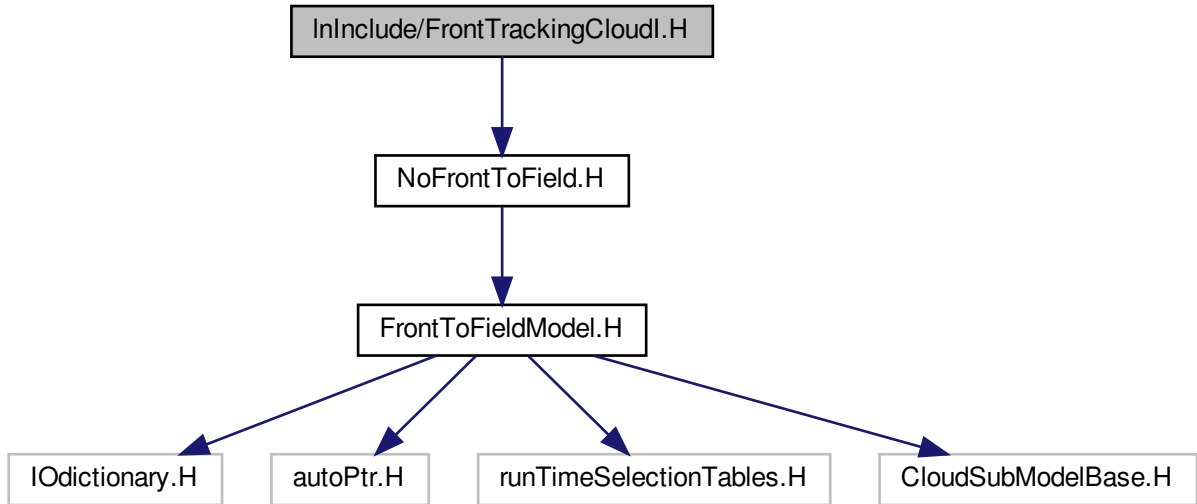 lnInclude/FrontTrackingCloudI.H
NoFrontToField.H
FrontToFieldModel.H
IOdictionary.H
autoPtr.H
runTimeSelectionTables.H
CloudSubModelBase.H